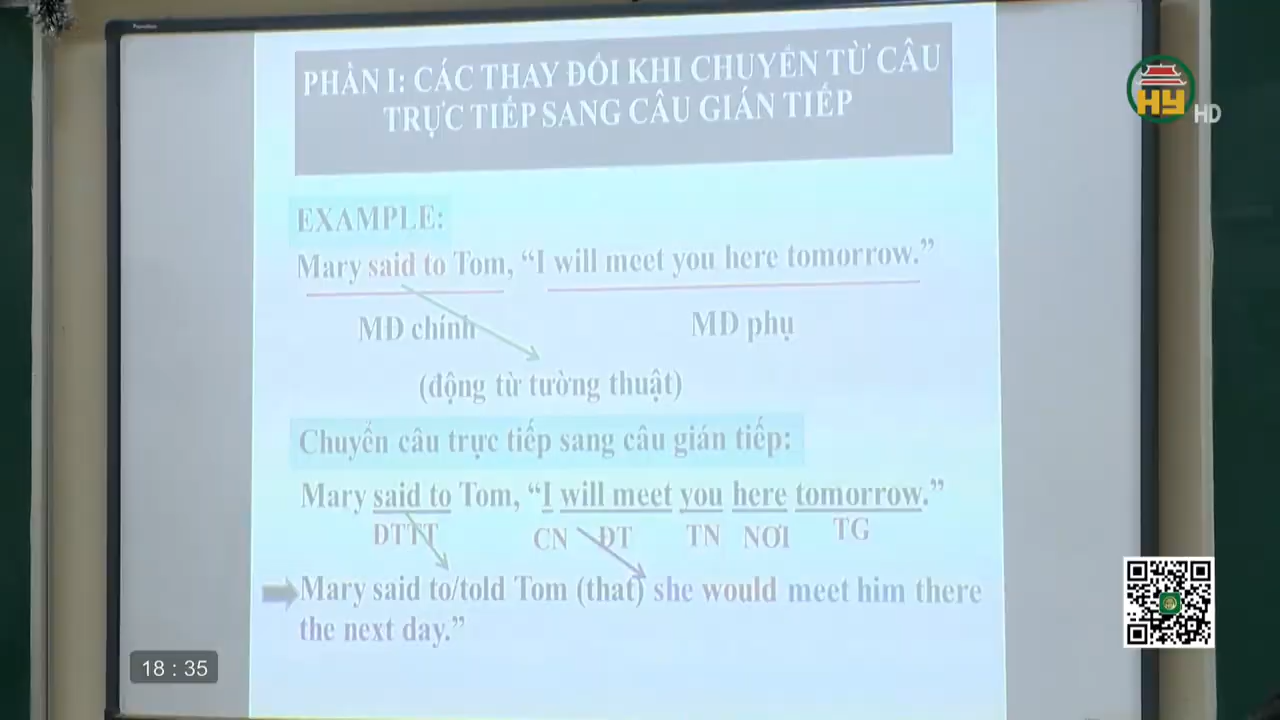 HY HD
PHẦN I: CÁC THAY ĐỔI KHI CHUYỂN TỪ CÂU
TRỰC TIẾP SANG CÂU GIÁN TIẾP
EXAMPLE:
Mary said to Tom, “I will meet you here tomorrow.”
MĐ chính MĐ phụ
(động từ tường thuật)
Chuyển câu trực tiếp sang câu gián tiếp:
Mary said to Tom, “I will meet you here tomorrow.”
ĐTTT CN ĐT TN NƠI TG
Mary said to/told Tom (that) she would meet him there
the next day.”
18 : 35